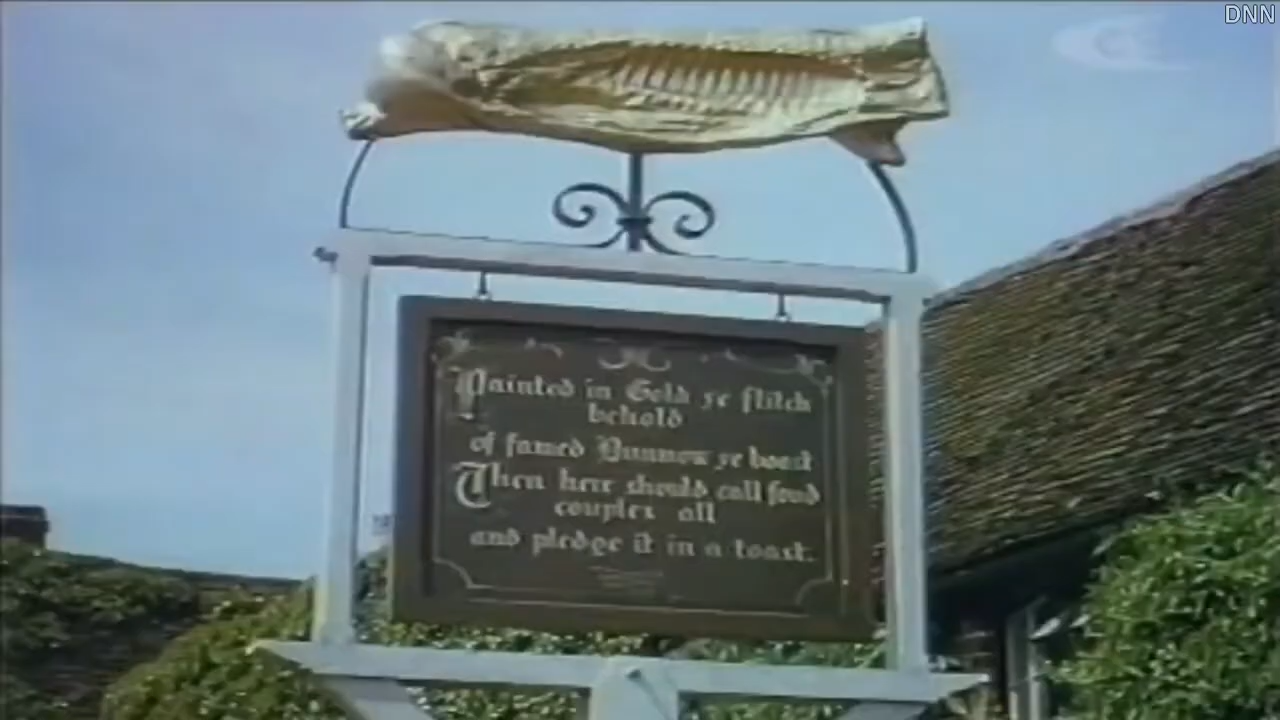 DNN
Painted in Gold ye flitch
behold
of famed Dunmow ye boast
Then here should call fond
couples all
and pledge it in a toast.